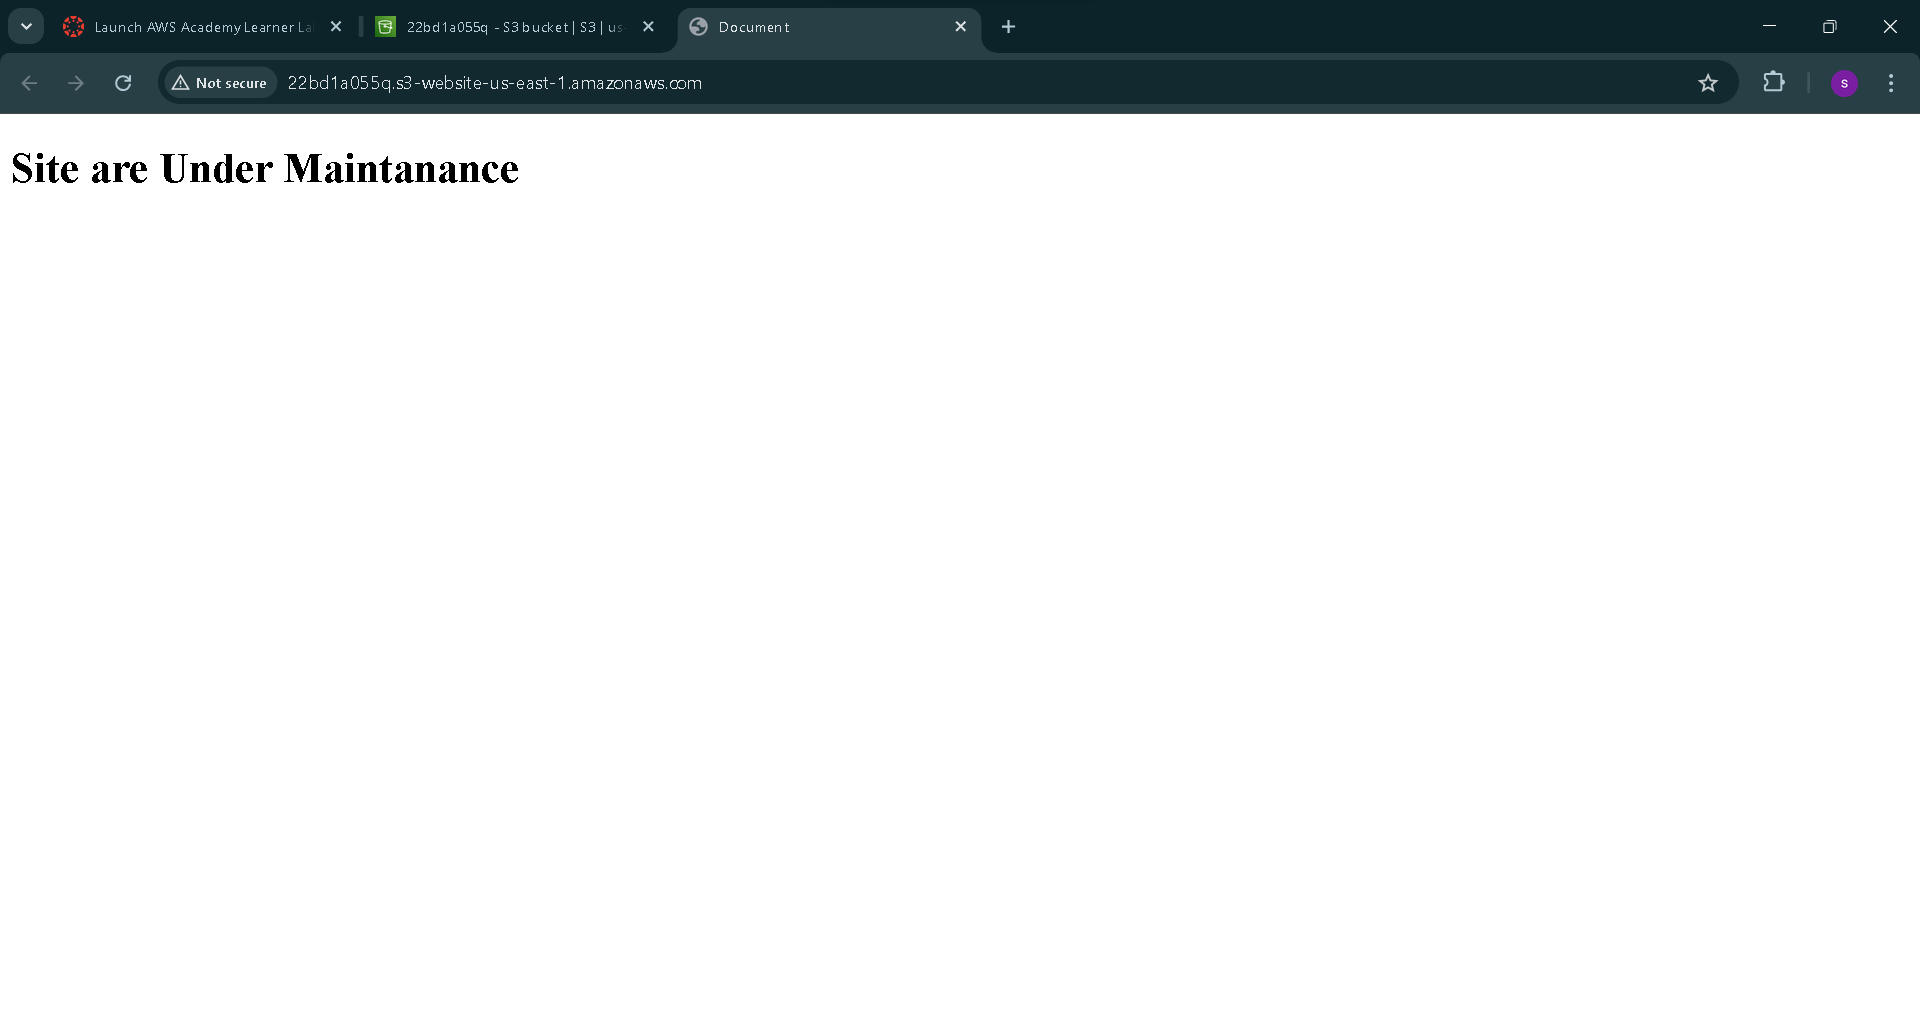 Launch AWS Academy Learner La
22bd1a055q - S3 bucket | S3 | us-
Document
Not secure
22bd1a055q.s3-website-us-east-1.amazonaws.com
s
Site are Under Maintanance